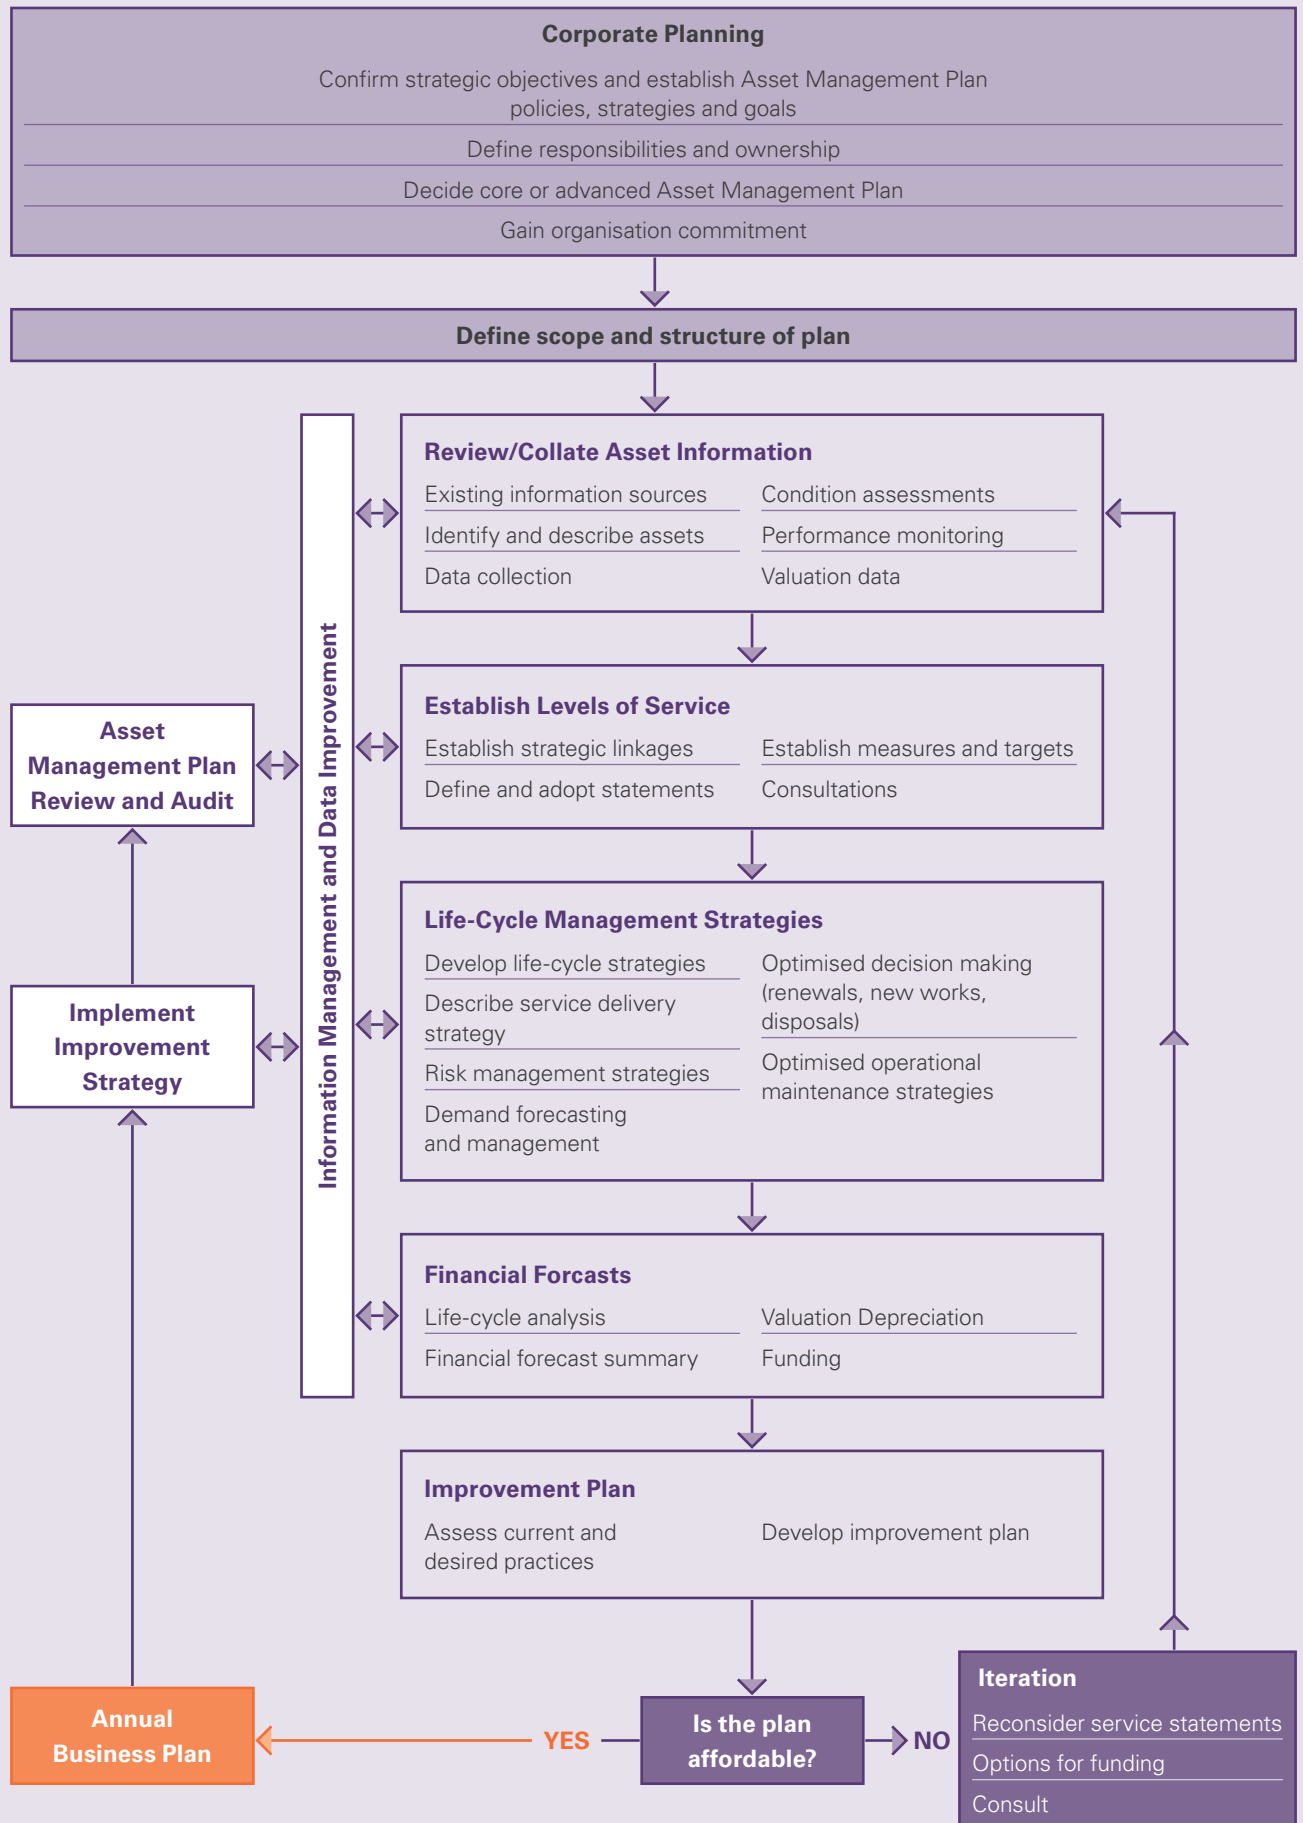 Corporate Planning
Confirm strategic objectives and establish Asset Management Plan
policies, strategies and goals
Define responsibilities and ownership
Decide core or advanced Asset Management Plan
Gain organisation commitment
Define scope and structure of plan
Information Management and Data Improvement
Review/Collate Asset Information
Existing information sources
Identify and describe assets
Data collection
Condition assessments
Performance monitoring
Valuation data
Establish Levels of Service
Establish strategic linkages
Define and adopt statements
Establish measures and targets
Consultations
Asset
Management Plan
Review and Audit
Life-Cycle Management Strategies
Develop life-cycle strategies
Describe service delivery
strategy
Risk management strategies
Demand forecasting
and management
Optimised decision making
(renewals, new works,
disposals)
Optimised operational
maintenance strategies
Implement
Improvement
Strategy
Financial Forcasts
Life-cycle analysis
Financial forecast summary
Valuation Depreciation
Funding
Improvement Plan
Assess current and
desired practices
Develop improvement plan
Annual
Business Plan
YES
Is the plan
affordable?
NO
Iteration
Reconsider service statements
Options for funding
Consult